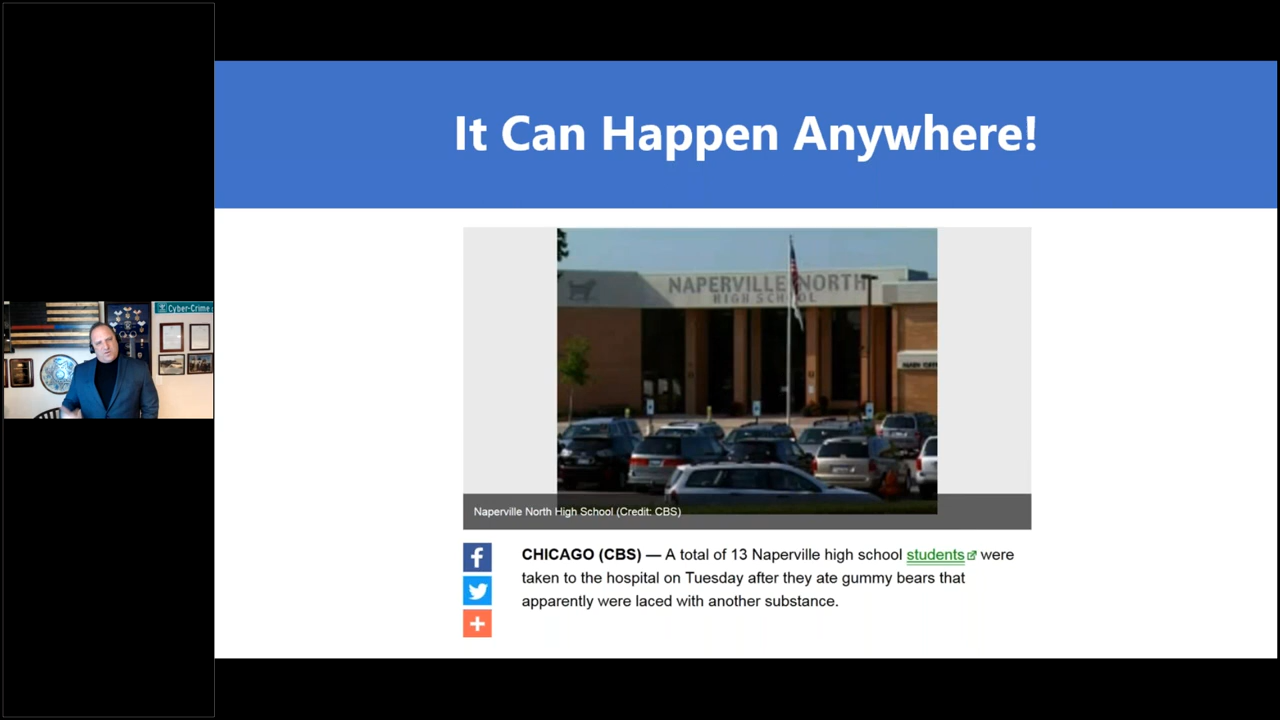 It Can Happen Anywhere!
Cyber-Crime
NAPERVILLE NORTH
HIGH SCHOOL
Naperville North High School (Credit: CBS)
CHICAGO (CBS) — A total of 13 Naperville high school students were
taken to the hospital on Tuesday after they ate gummy bears that
apparently were laced with another substance.